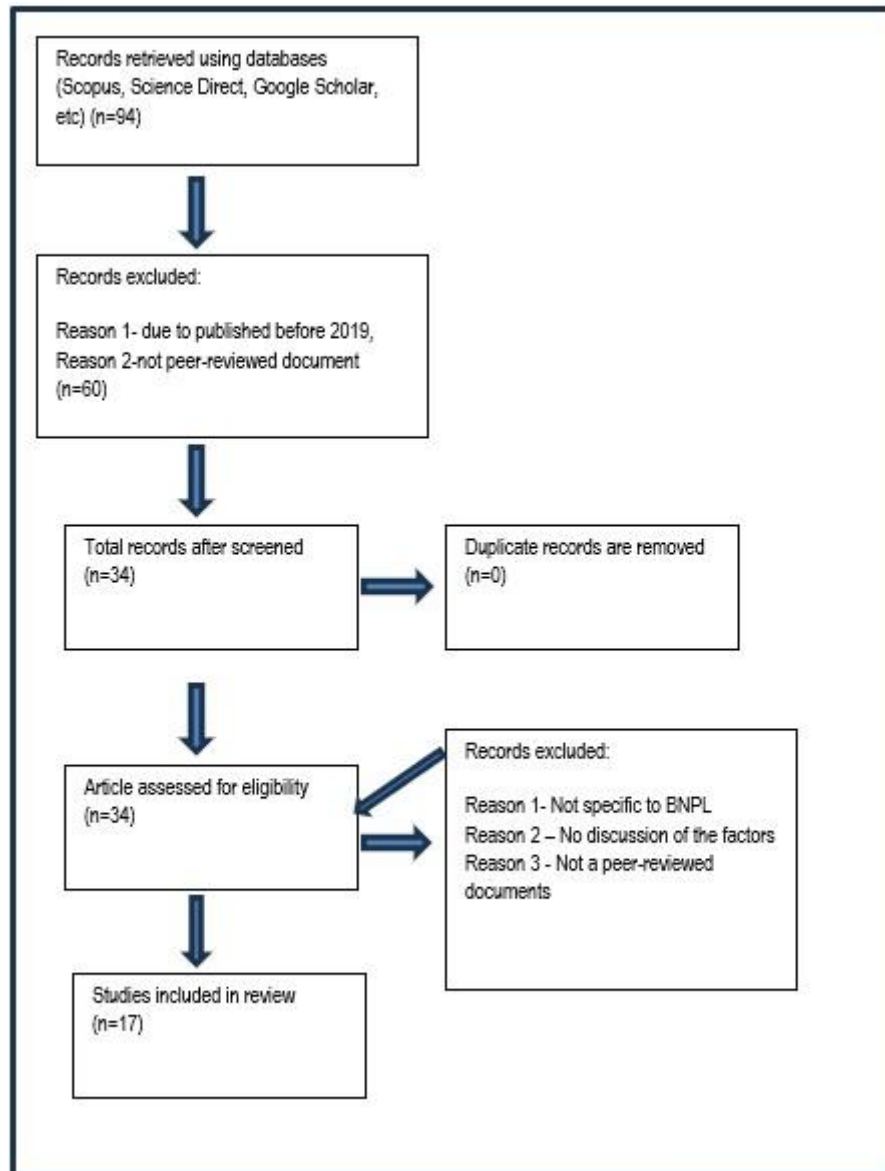 Records retrieved using databases
(Scopus, Science Direct, Google Scholar,
etc) (n=94)
Records excluded:
Reason 1- due to published before 2019,
Reason 2-not peer-reviewed document
(n=60)
Total records after screened
(n=34)
Duplicate records are removed
(n=0)
Article assessed for eligibility
(n=34)
Records excluded:
Reason 1- Not specific to BNPL
Reason 2 – No discussion of the factors
Reason 3 - Not a peer-reviewed
documents
Studies included in review
(n=17)